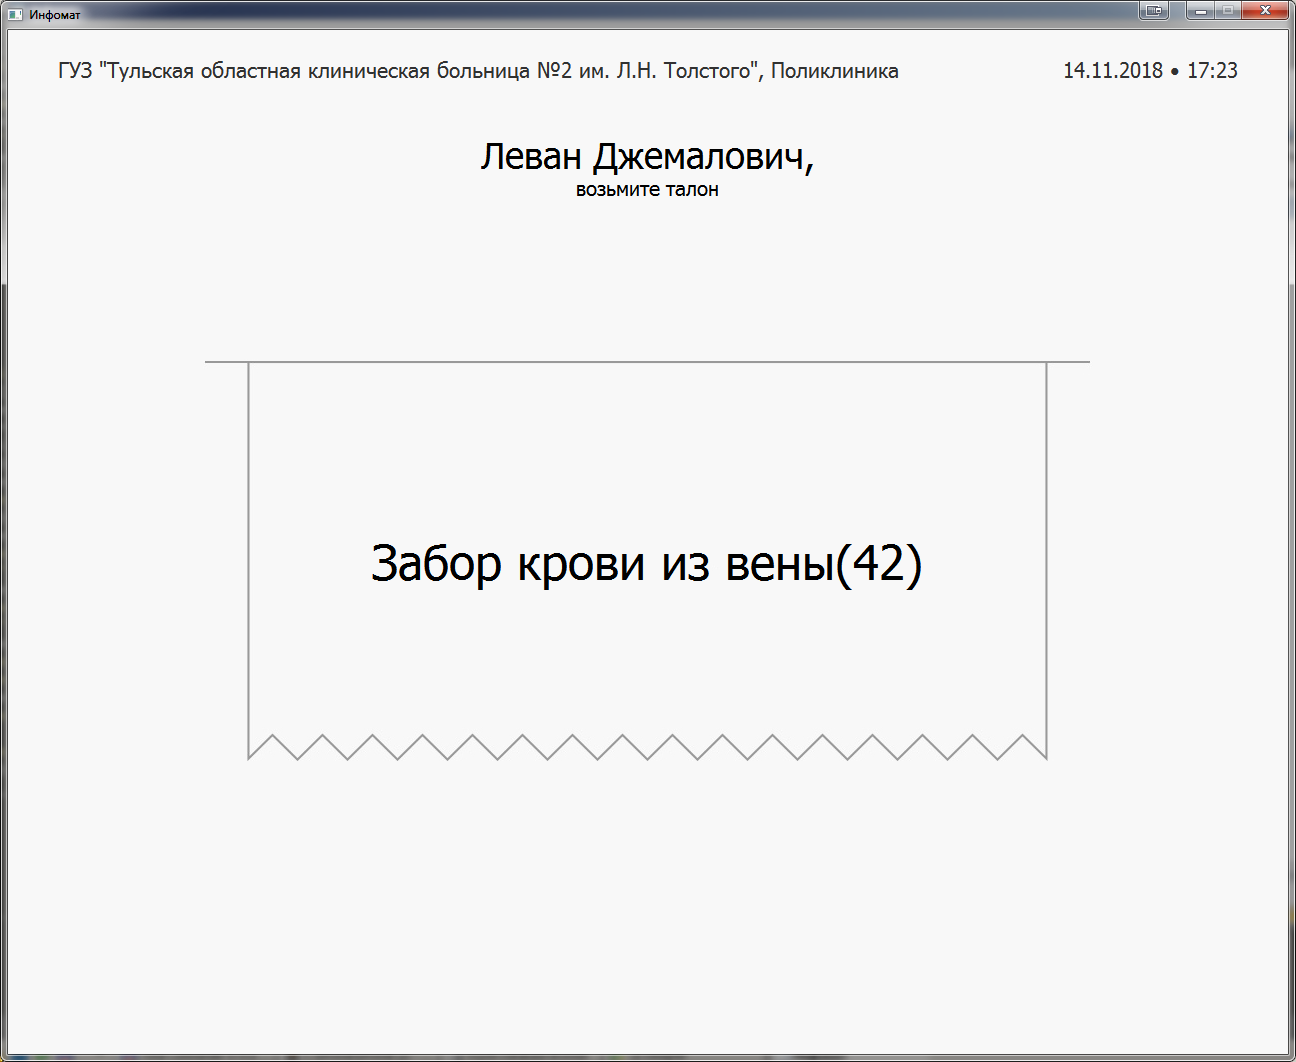 Инфомат
ГУЗ "Тульская областная клиническая больница №2 им. Л.Н. Толстого", Поликлиника
14.11.2018 • 17:23
Леван Джемалович,
возьмите талон
Забор крови из вены(42)